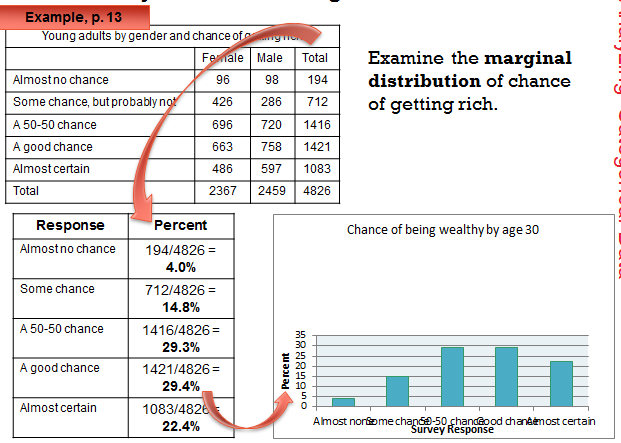 Example, p. 13
Young adults by gender and chance of getting rich
Female Male Total
Almost no chance 96 98 194
Some chance, but probably not 426 286 712
A 50-50 chance 696 720 1416
A good chance 663 758 1421
Almost certain 486 597 1083
Total 2367 2459 4826
Examine the marginal
distribution of chance
of getting rich.
Response Percent
Almost no chance 194/4826 =
4.0%
Some chance 712/4826 =
14.8%
A 50-50 chance 1416/4826 =
29.3%
A good chance 1421/4826 =
29.4%
Almost certain 1083/4826 =
22.4%
Chance of being wealthy by age 30
Percent
35
30
25
20
15
10
5
0
Almost none Some chance 50-50 chance Good chance Almost certain
Survey Response